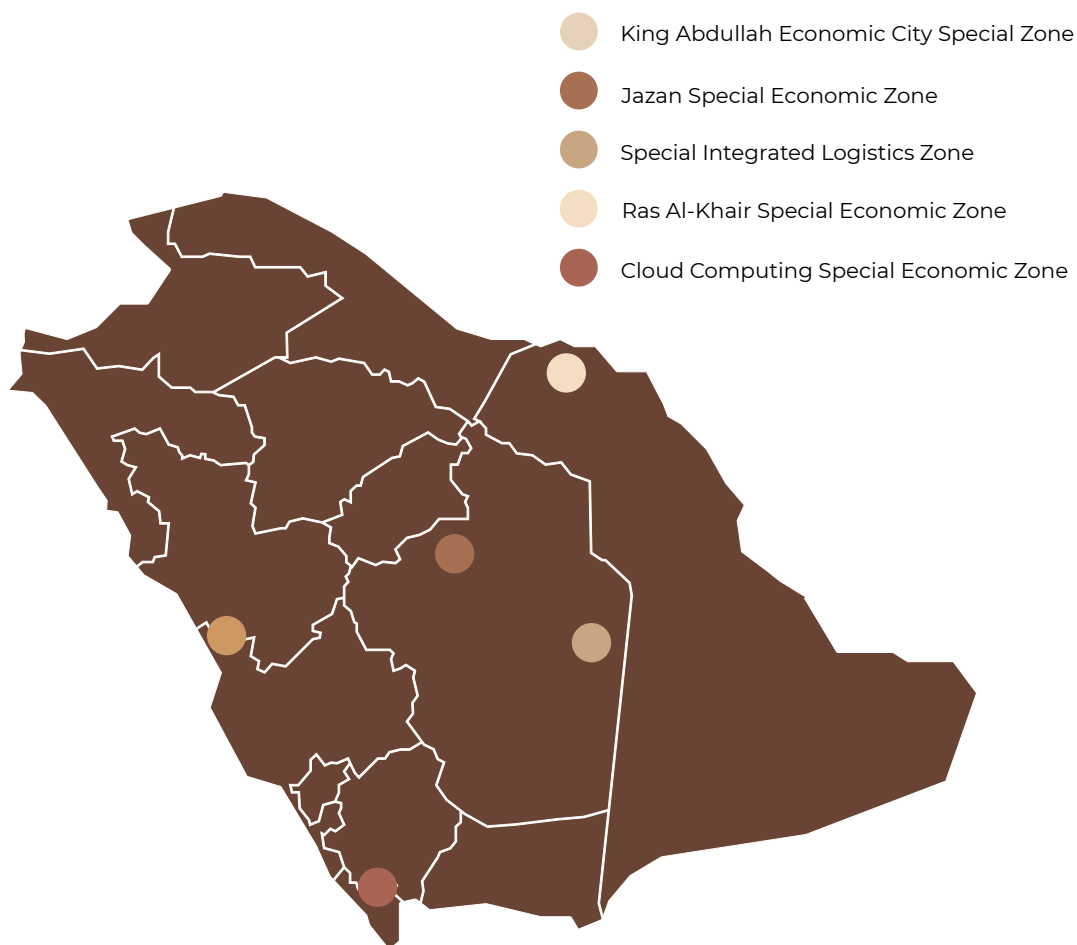 King Abdullah Economic City Special Zone
Jazan Special Economic Zone
Special Integrated Logistics Zone
Ras Al-Khair Special Economic Zone
Cloud Computing Special Economic Zone